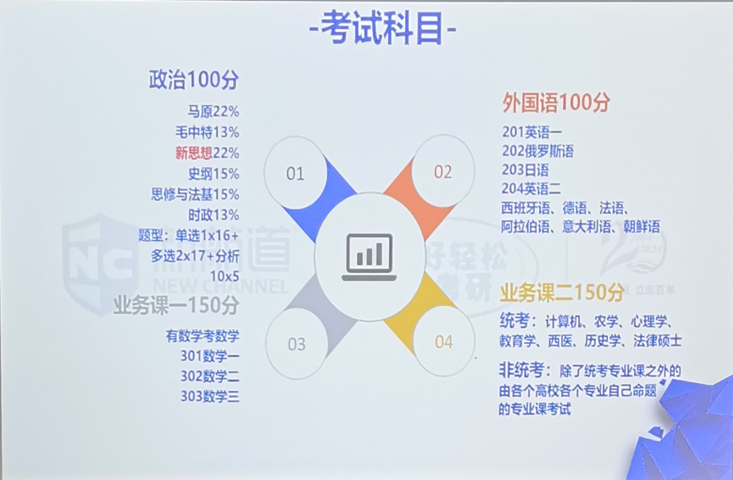 -考试科目-
政治100分
马原22%
毛中特13%
新思想22%
史纲15%
思修与法基15%
时政13%
题型：单选1x16+
多选2x17+分析
10x5
01
外国语100分
201英语一
202俄罗斯语
203日语
204英语二
西班牙语、德语、法语、
阿拉伯语、意大利语、朝鲜语
02
业务课一150分
有数学考数学
301数学一
302数学二
303数学三
03
业务课二150分
统考：计算机、农学、心理学、
教育学、西医、历史学、法律硕士
非统考：除了统考专业课之外的
由各个高校各个专业自己命题
的专业课考试
04
NC
新航道
NEW CHANNEL
好轻松
考研